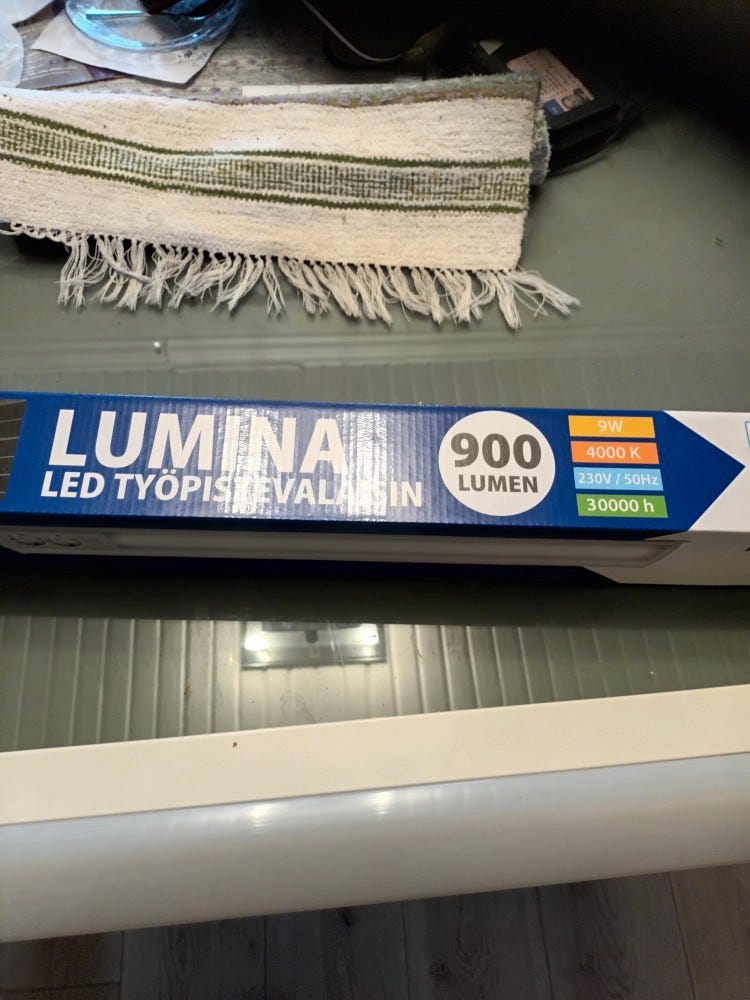 LUMINA
LED TYÖPISTEVALAISIN
900
LUMEN
9W
4000 K
230V / 50Hz
30000 h